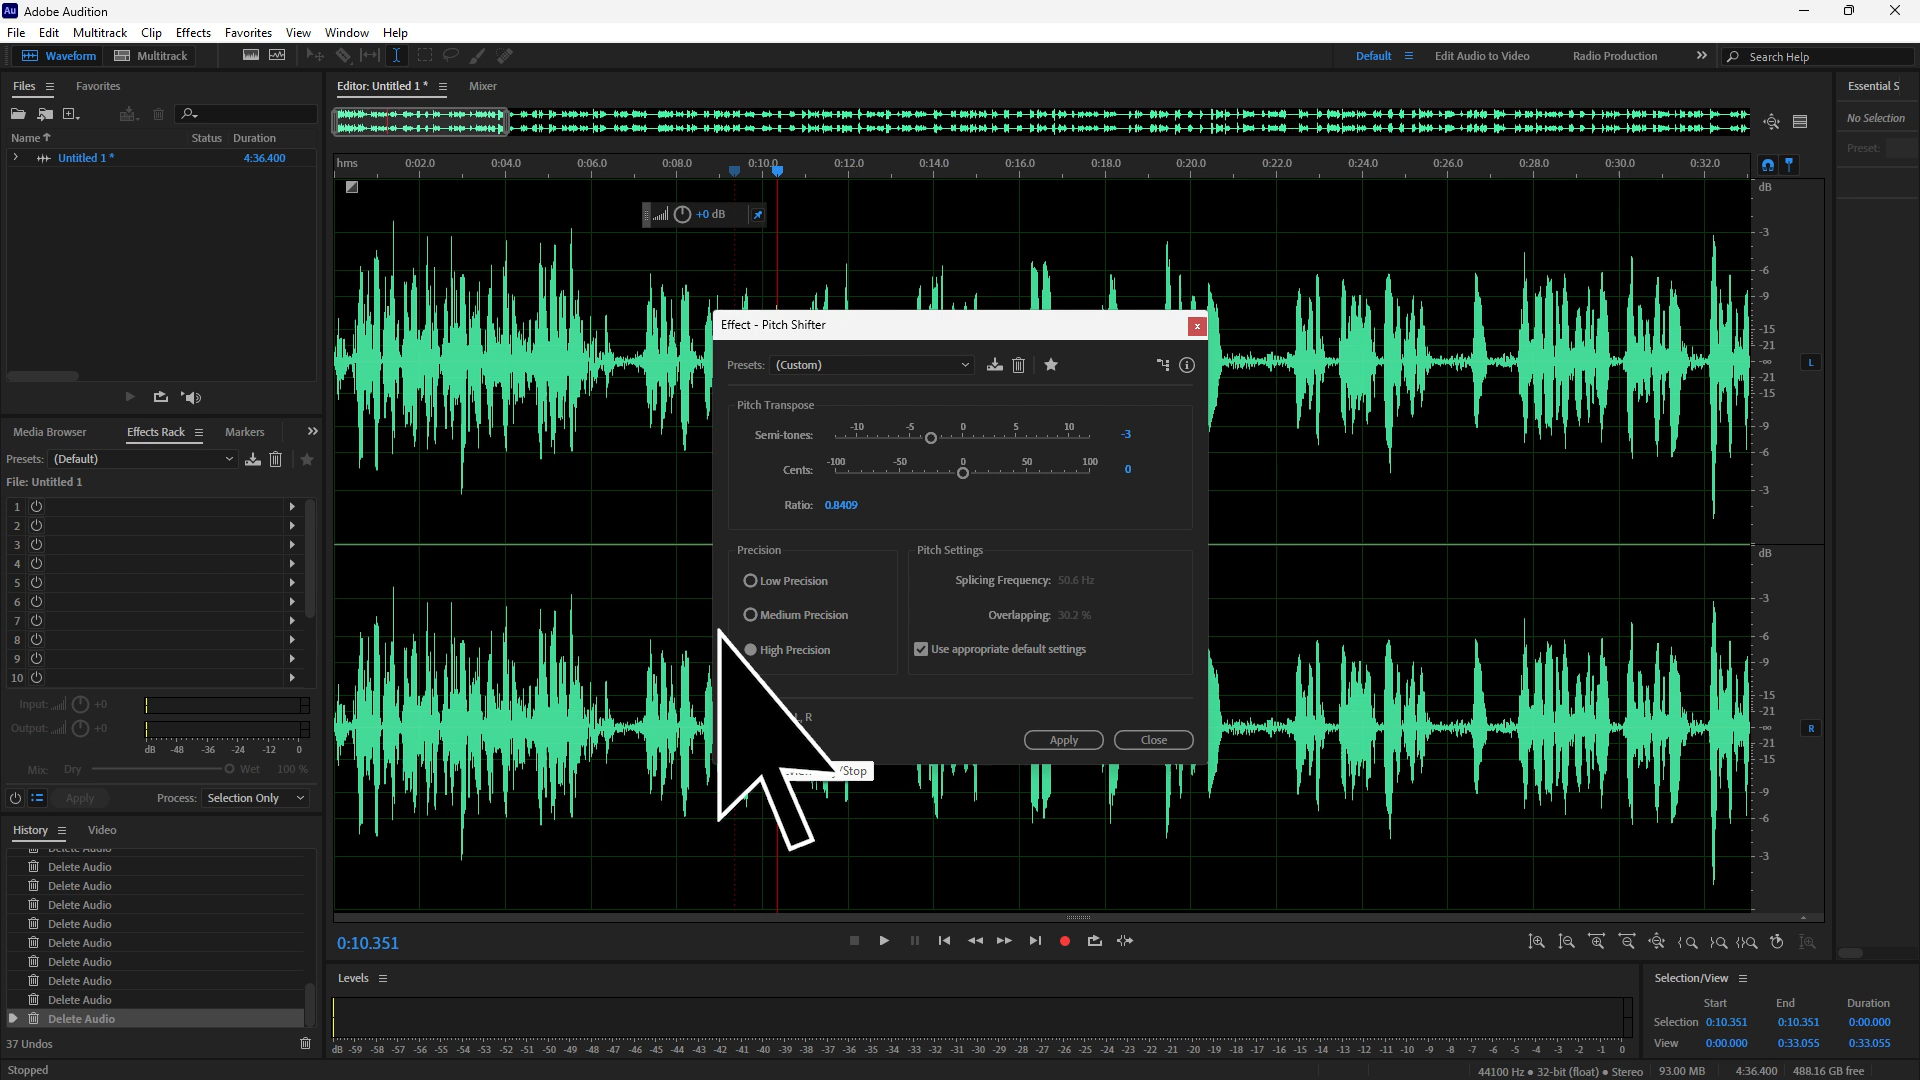 Au Adobe Audition
File Edit Multitrack Clip Effects Favorites View Window Help
Waveform Multitrack Default Edit Audio to Video Radio Production Search Help
Files Favorites
Name Status Duration
Untitled 1 * 4:36.400
Media Browser Effects Rack Markers
Presets: (Default)
File: Untitled 1
1
2
3
4
5
6
7
8
9
10
Input: +0
Output: +0
dB -48 -36 -24 -12 0
Mix: Dry Wet 100 %
Apply Process: Selection Only
History Video
Delete Audio
Delete Audio
Delete Audio
Delete Audio
Delete Audio
Delete Audio
Delete Audio
Delete Audio
Delete Audio
Delete Audio
37 Undos
Stopped
Editor: Untitled 1 * Mixer
hms 0:02.0 0:04.0 0:06.0 0:08.0 0:10.0 0:12.0 0:14.0 0:16.0 0:18.0 0:20.0 0:22.0 0:24.0 0:26.0 0:28.0 0:30.0 0:32.0
+0 dB
Effect - Pitch Shifter
Presets: (Custom)
Pitch Transpose
-10 -5 0 5 10
Semi-tones: -3
-100 -50 0 50 100
Cents: 0
Ratio: 0.8409
Precision
Low Precision
Medium Precision
High Precision
Pitch Settings
Splicing Frequency: 50.6 Hz
Overlapping: 30.2 %
Use appropriate default settings
L, R
Apply Close
/Stop
dB
-3
-6
-9
-15
-21
-∞
-21
-15
-9
-6
-3
L
dB
-3
-6
-9
-15
-21
-∞
-21
-15
-9
-6
-3
R
0:10.351
Levels
dB -59 -58 -57 -56 -55 -54 -53 -52 -51 -50 -49 -48 -47 -46 -45 -44 -43 -42 -41 -40 -39 -38 -37 -36 -35 -34 -33 -32 -31 -30 -29 -28 -27 -26 -25 -24 -23 -22 -21 -20 -19 -18 -17 -16 -15 -14 -13 -12 -11 -10 -9 -8 -7 -6 -5 -4 -3 -2 -1 0
Essential S
No Selection
Preset:
Selection/View
Start End Duration
Selection 0:10.351 0:10.351 0:00.000
View 0:00.000 0:33.055 0:33.055
44100 Hz • 32-bit (float) • Stereo 93.00 MB 4:36.400 488.16 GB free